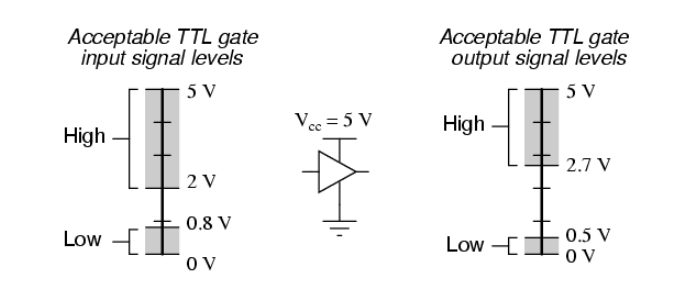 Acceptable TTL gate
input signal levels
5 V
High
2 V
0.8 V
Low
0 V
Vcc = 5 V
Acceptable TTL gate
output signal levels
5 V
High
2.7 V
0.5 V
Low
0 V